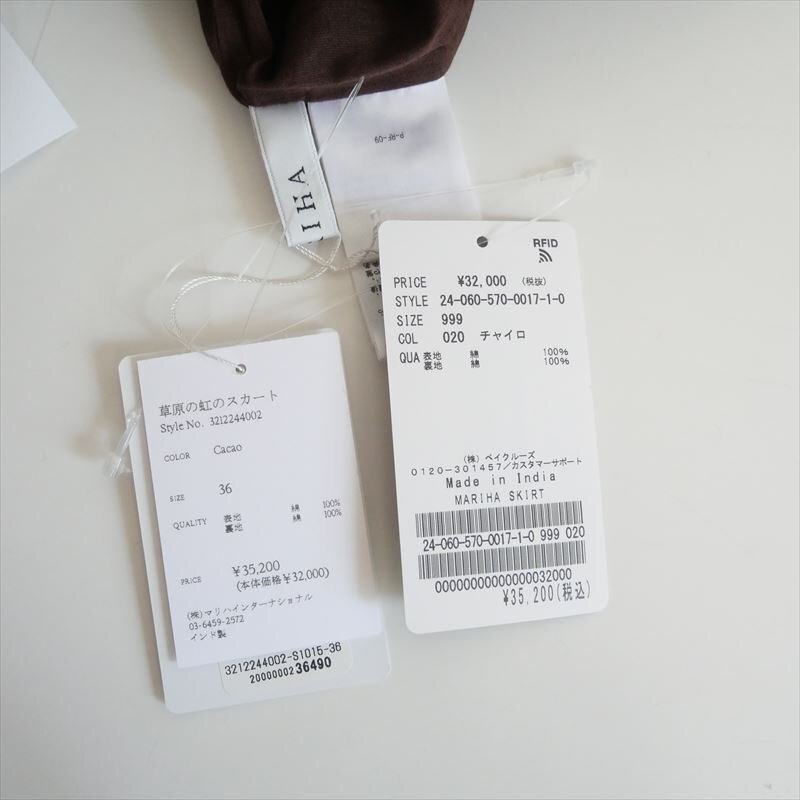 P-RF-09
IHA
RFID
PRICE ¥32,000 (税抜)
STYLE 24-060-570-0017-1-0
SIZE 999
COL 020 チャイロ
QUA 表地 綿 100%
裏地 綿 100%
(株) ベイクルーズ
0120-301457/カスタマーサポート
Made in India
MARIHA SKIRT
24-060-570-0017-1-0 999 020
00000000000000032000
¥35,200(税込)
草原の虹のスカート
Style No. 3212244002
COLOR Cacao
SIZE 36
QUALITY 表地 綿 100%
裏地 綿 100%
PRICE ¥35,200
(本体価格¥32,000)
(株)マリハインターナショナル
03-6459-2572
インド製
3212244002-S1015-36
2000000236490